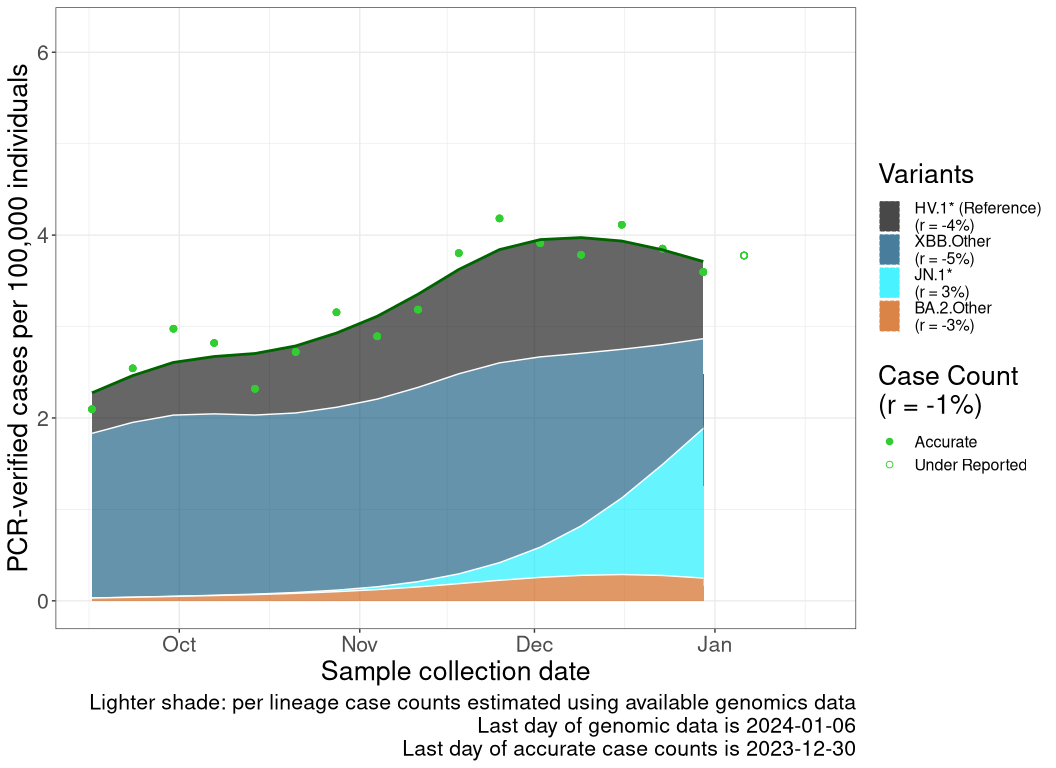 PCR-verified cases per 100,000 individuals
6
4
2
0
Oct
Nov
Dec
Jan
Sample collection date
Lighter shade: per lineage case counts estimated using available genomics data
Last day of genomic data is 2024-01-06
Last day of accurate case counts is 2023-12-30
Variants
HV.1* (Reference)
(r = -4%)
XBB.Other
(r = -5%)
JN.1*
(r = 3%)
BA.2.Other
(r = -3%)
Case Count
(r = -1%)
Accurate
Under Reported